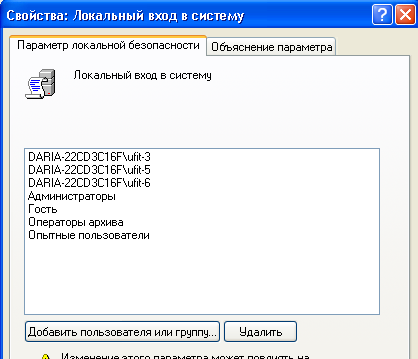 Свойства: Локальный вход в систему
Параметр локальной безопасности
Объяснение параметра
Локальный вход в систему
DARIA-22CD3C16F\ufit-3
DARIA-22CD3C16F\ufit-5
DARIA-22CD3C16F\ufit-6
Администраторы
Гость
Операторы архива
Опытные пользователи
Добавить пользователя или группу...
Удалить
Изменение этого параметра может повлиять на